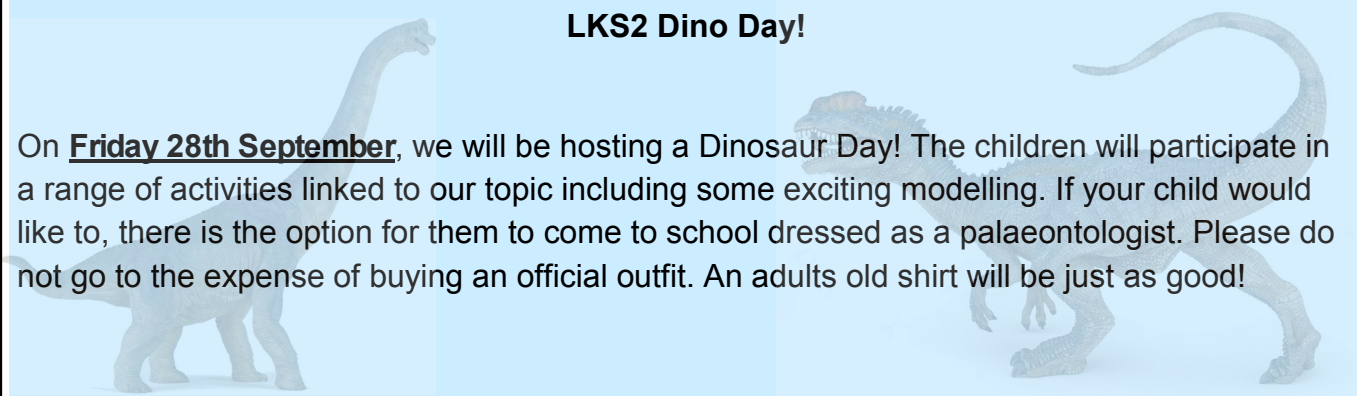 LKS2 Dino Day!
On Friday 28th September, we will be hosting a Dinosaur Day! The children will participate in
a range of activities linked to our topic including some exciting modelling. If your child would
like to, there is the option for them to come to school dressed as a palaeontologist. Please do
not go to the expense of buying an official outfit. An adults old shirt will be just as good!